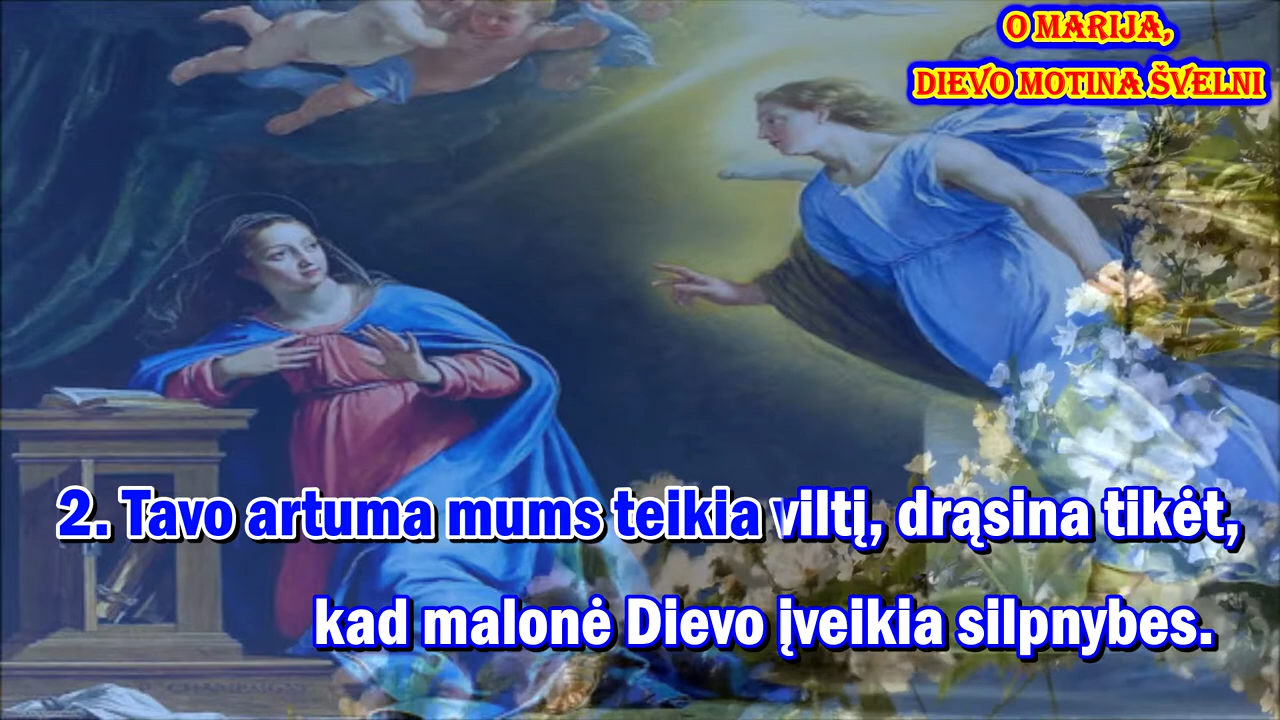 O MARIJA,
DIEVO MOTINA ŠVELNI
2. Tavo artuma mums teikia viltį, drąsina tikėt,
kad malonė Dievo įveikia silpnybes.